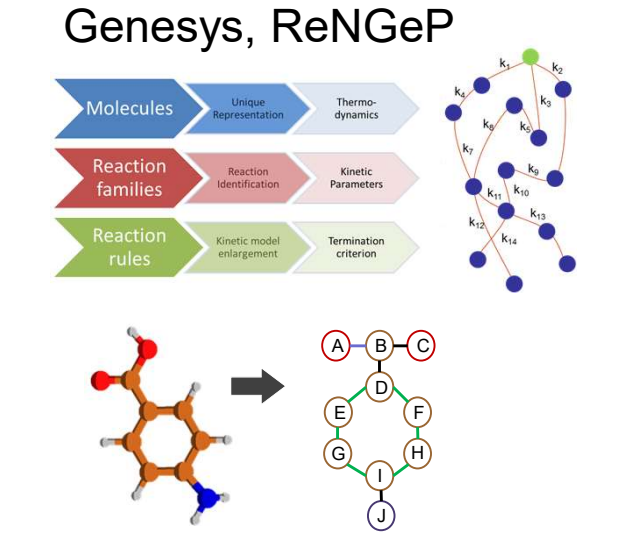 Genesys, ReNGeP
Molecules
Unique
Representation
Thermo-
dynamics
Reaction
families
Reaction
Identification
Kinetic
Parameters
Reaction
rules
Kinetic model
enlargement
Termination
criterion
k1
k2
k4
k3
k8
k5
k7
k9
k10
k11
k13
k12
k14
A
B
C
D
E
F
G
H
I
J